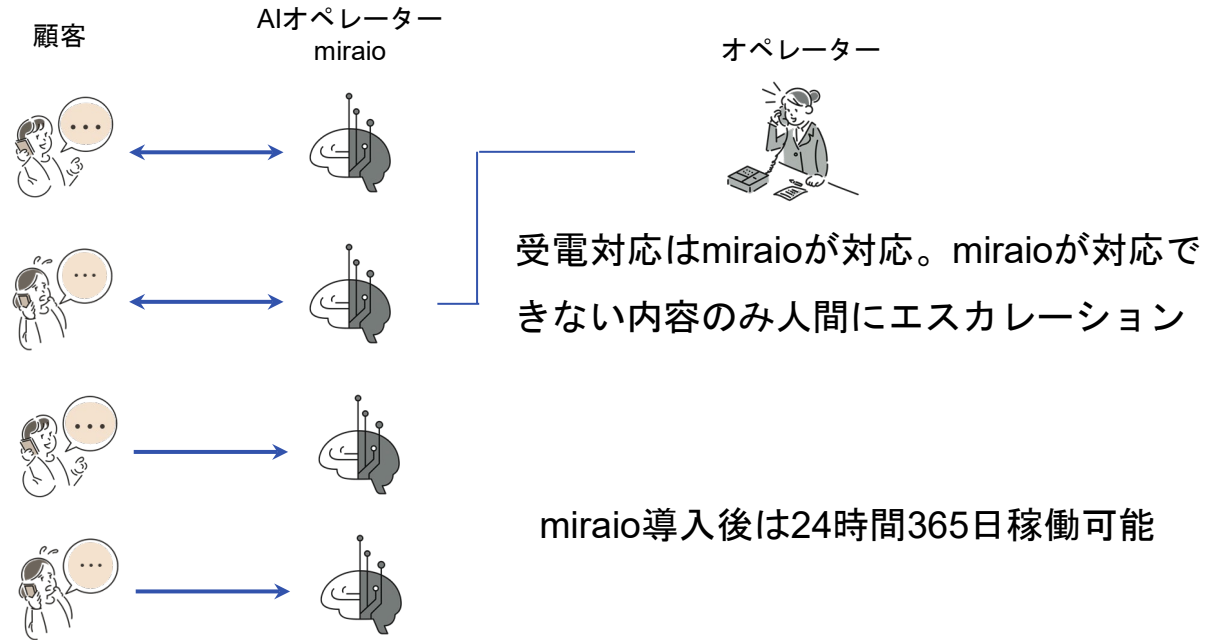 顧客
AIオペレーター
miraio
オペレーター
受電対応はmiraioが対応。miraioが対応で
きない内容のみ人間にエスカレーション
miraio導入後は24時間365日稼働可能